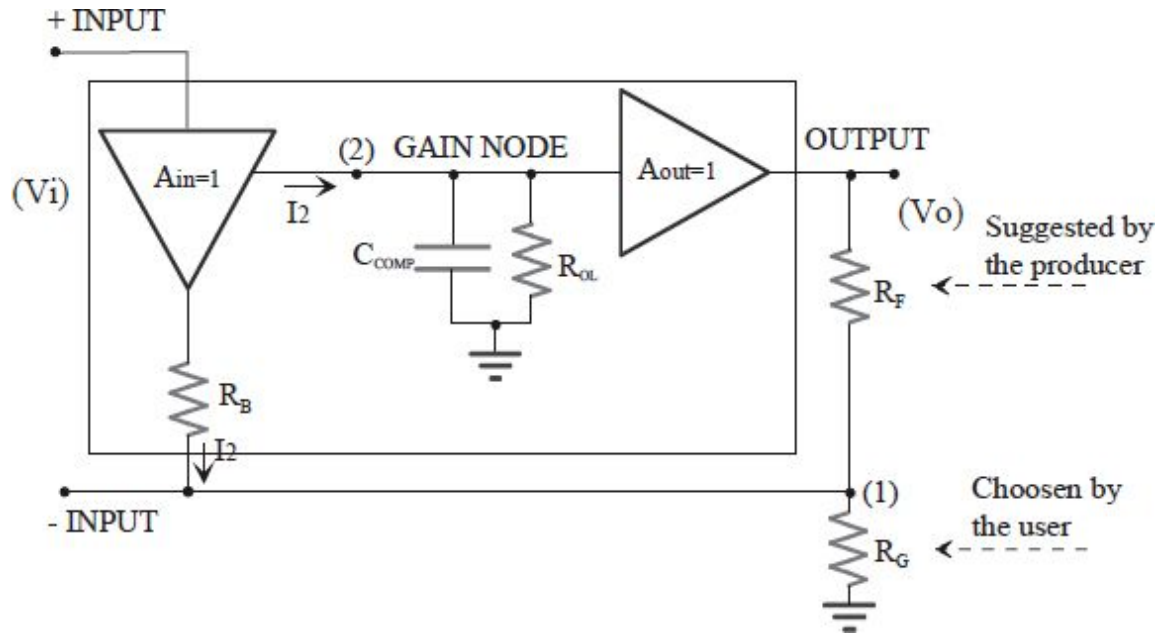 + INPUT
(Vi)
Ain=1
I2
(2)
GAIN NODE
CCOMP
ROL
Aout=1
OUTPUT
(Vo)
Suggested by
the producer
RF
RB
I2
- INPUT
(1)
Choosen by
the user
RG